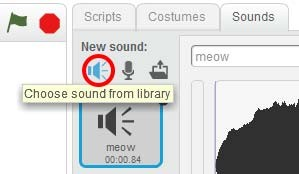 Scripts Costumes Sounds
New sound:
meow
Choose sound from library
meow
00:00.84